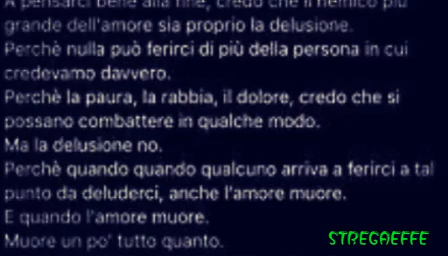 A pensarci bene alla fine, credo che il nemico più
grande dell'amore sia proprio la delusione.
Perchè nulla può ferirci di più della persona in cui
credevamo davvero.
Perchè la paura, la rabbia, il dolore, credo che si
possano combattere in qualche modo.
Ma la delusione no.
Perchè quando quando qualcuno arriva a ferirci a tal
punto da deluderci, anche l'amore muore.
E quando l'amore muore.
Muore un po' tutto quanto.
STREGAEFFE